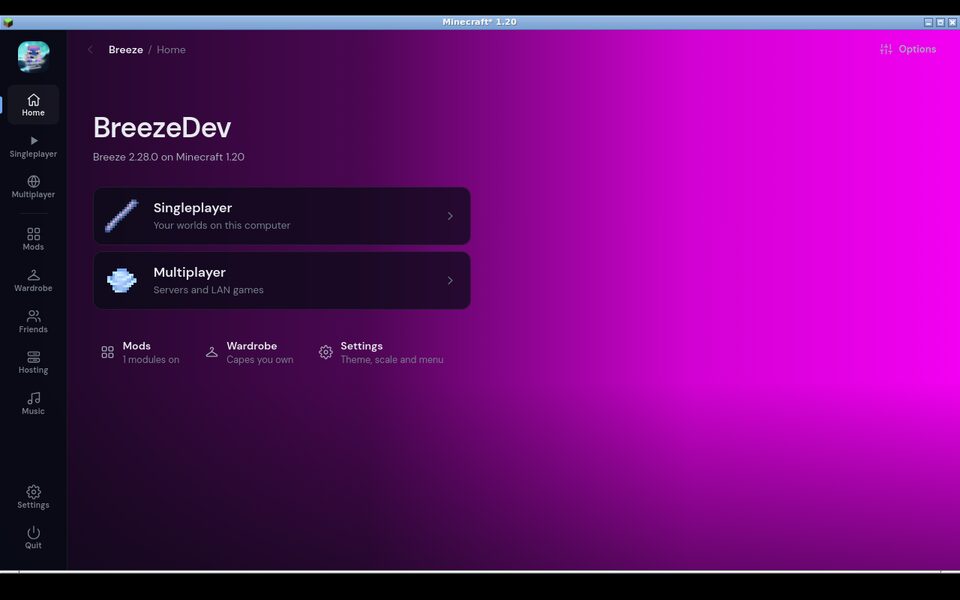 Minecraft* 1.20
Breeze / Home
Options
Home
Singleplayer
Multiplayer
Mods
Wardrobe
Friends
Hosting
Music
Settings
Quit
BreezeDev
Breeze 2.28.0 on Minecraft 1.20
Singleplayer
Your worlds on this computer
Multiplayer
Servers and LAN games
Mods
1 modules on
Wardrobe
Capes you own
Settings
Theme, scale and menu